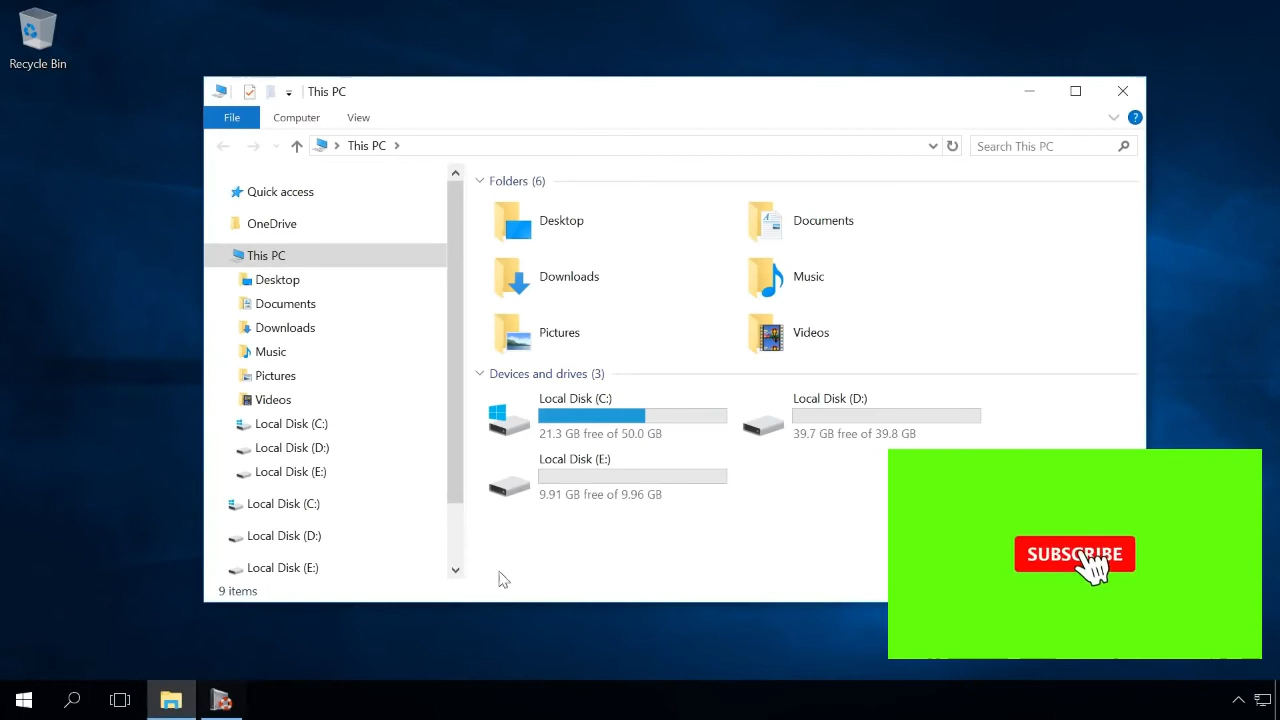 Recycle Bin
This PC
File Computer View
This PC
Search This PC
Quick access
OneDrive
This PC
Desktop
Documents
Downloads
Music
Pictures
Videos
Local Disk (C:)
Local Disk (D:)
Local Disk (E:)
Local Disk (C:)
Local Disk (D:)
Local Disk (E:)
Folders (6)
Desktop
Documents
Downloads
Music
Pictures
Videos
Devices and drives (3)
Local Disk (C:)
21.3 GB free of 50.0 GB
Local Disk (D:)
39.7 GB free of 39.8 GB
Local Disk (E:)
9.91 GB free of 9.96 GB
9 items
SUBSCRIBE